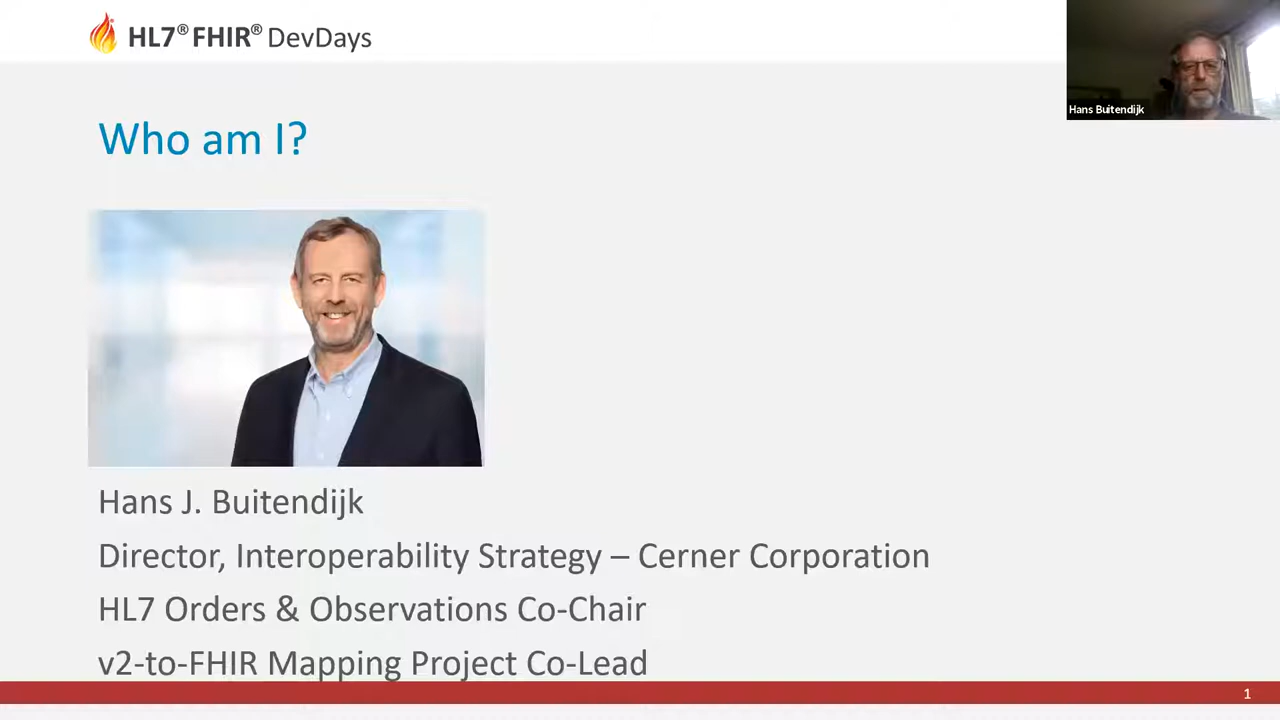 HL7® FHIR® DevDays
Hans Buitendijk
Who am I?
Hans J. Buitendijk
Director, Interoperability Strategy – Cerner Corporation
HL7 Orders & Observations Co-Chair
v2-to-FHIR Mapping Project Co-Lead
1